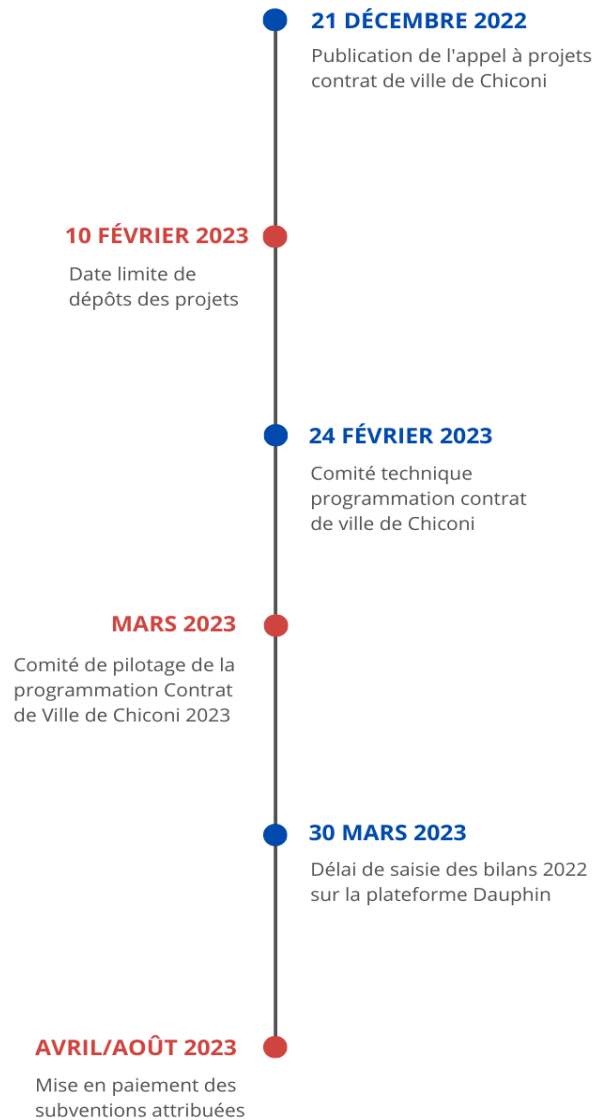 21 DÉCEMBRE 2022
Publication de l'appel à projets
contrat de ville de Chiconi
10 FÉVRIER 2023
Date limite de
dépôts des projets
24 FÉVRIER 2023
Comité technique
programmation contrat
de ville de Chiconi
MARS 2023
Comité de pilotage de la
programmation Contrat
de Ville de Chiconi 2023
30 MARS 2023
Délai de saisie des bilans 2022
sur la plateforme Dauphin
AVRIL/AOÛT 2023
Mise en paiement des
subventions attribuées